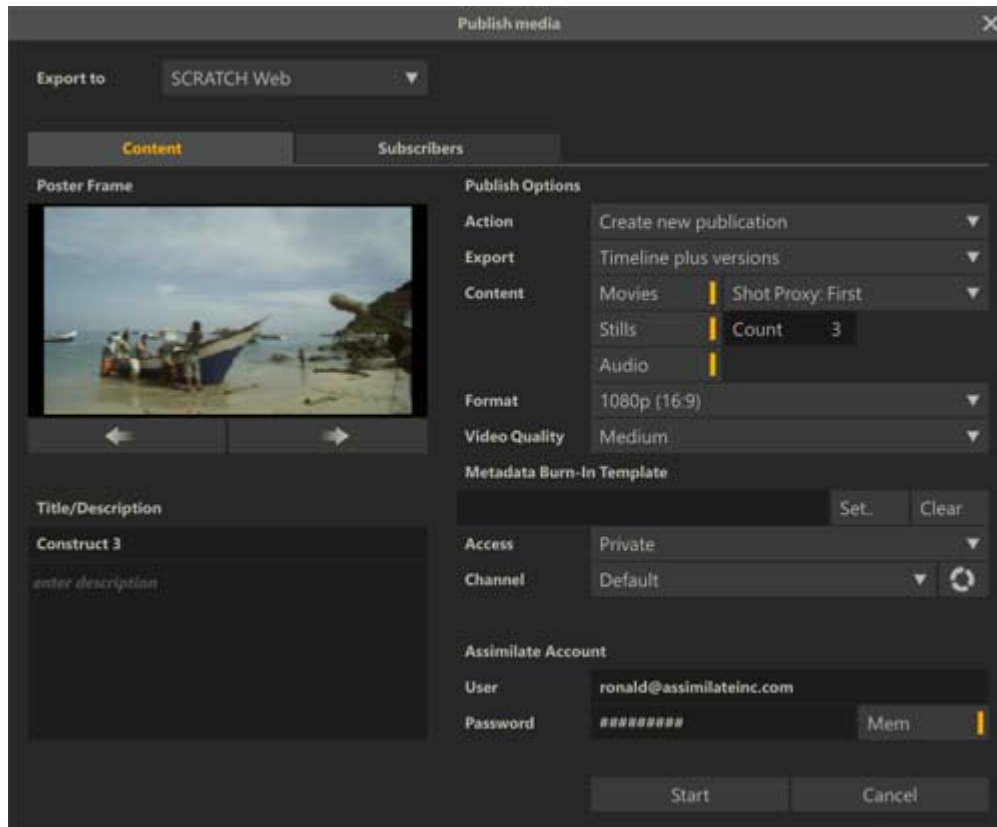 Publish media
Export to SCRATCH Web
Content Subscribers
Poster Frame
Title/Description
Construct 3
enter description
Publish Options
Action Create new publication
Export Timeline plus versions
Content Movies Shot Proxy: First
Stills Count 3
Audio
Format 1080p (16:9)
Video Quality Medium
Metadata Burn-In Template
Set.. Clear
Access Private
Channel Default
Assimilate Account
User ronald@assimilateinc.com
Password ######### Mem
Start Cancel